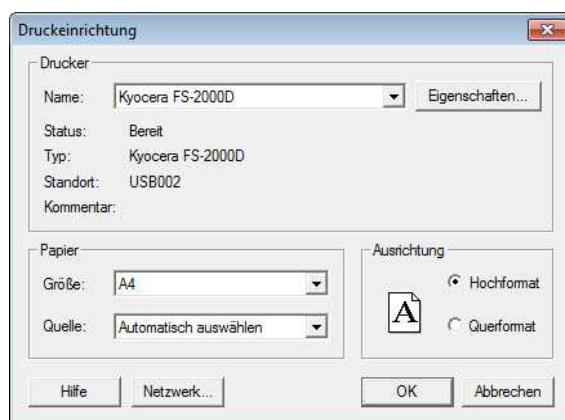 Druckeinrichtung
Drucker
Name: Kyocera FS-2000D Eigenschaften...
Status: Bereit
Typ: Kyocera FS-2000D
Standort: USB002
Kommentar:
Papier
Größe: A4
Quelle: Automatisch auswählen
Ausrichtung
A
Hochformat
Querformat
Hilfe Netzwerk... OK Abbrechen